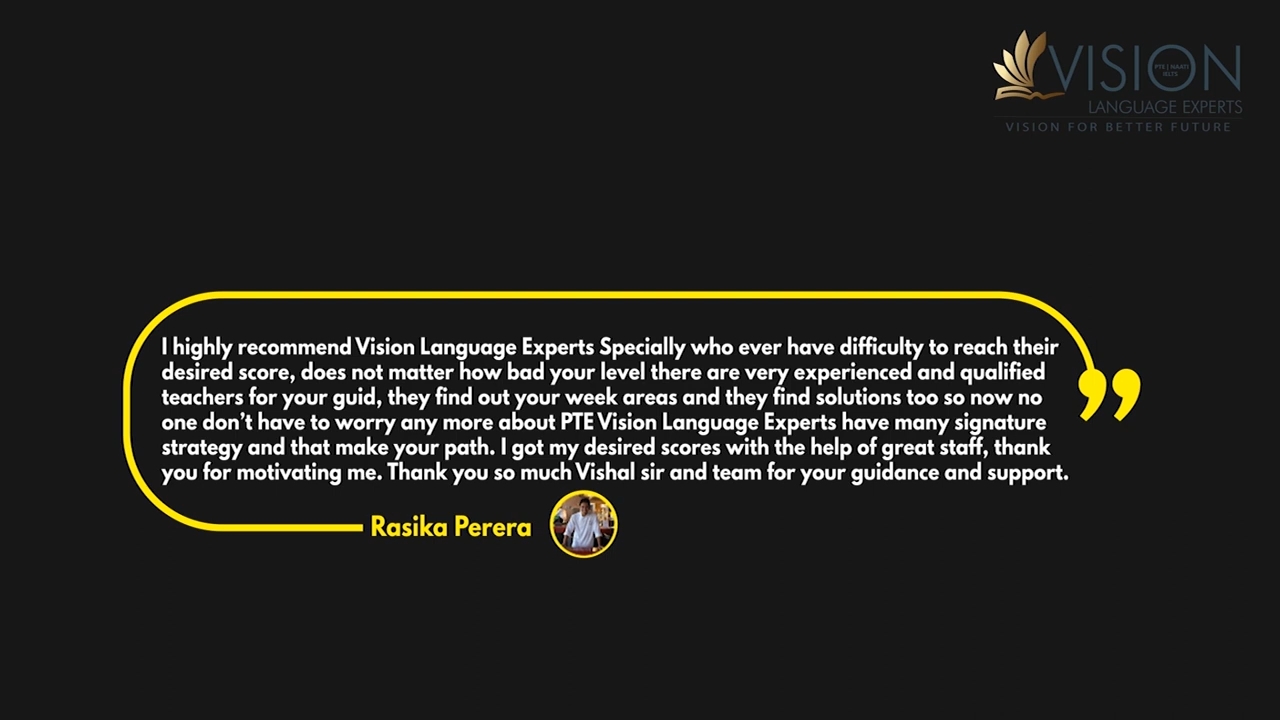 VISION
PTE | NAATI
IELTS
LANGUAGE EXPERTS
VISION FOR BETTER FUTURE
I highly recommend Vision Language Experts Specially who ever have difficulty to reach their
desired score, does not matter how bad your level there are very experienced and qualified
teachers for your guid, they find out your week areas and they find solutions too so now no
one don't have to worry any more about PTE Vision Language Experts have many signature
strategy and that make your path. I got my desired scores with the help of great staff, thank
you for motivating me. Thank you so much Vishal sir and team for your guidance and support.
Rasika Perera